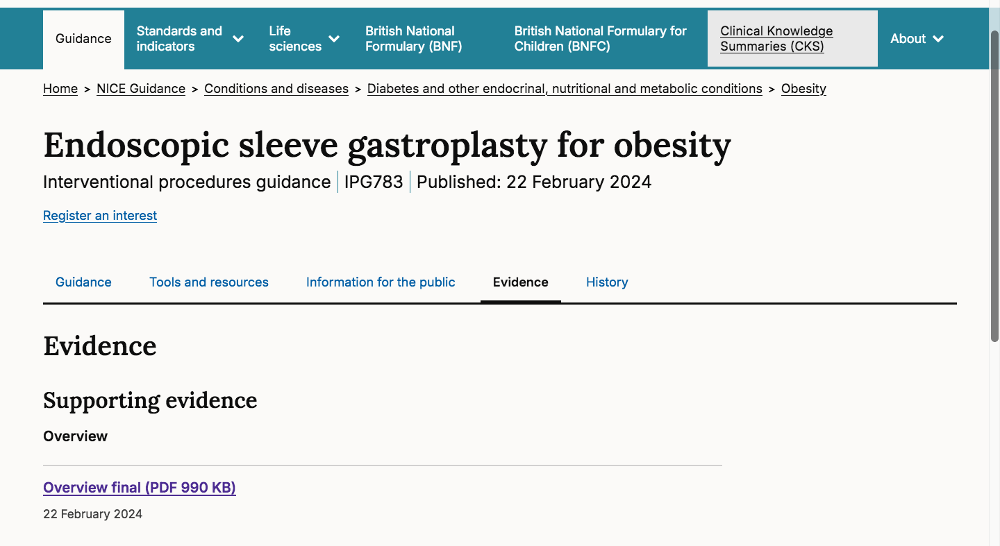 Guidance
Standards and indicators
Life sciences
British National Formulary (BNF)
British National Formulary for Children (BNFC)
Clinical Knowledge Summaries (CKS)
About
Home > NICE Guidance > Conditions and diseases > Diabetes and other endocrinal, nutritional and metabolic conditions > Obesity
Endoscopic sleeve gastroplasty for obesity
Interventional procedures guidance | IPG783 | Published: 22 February 2024
Register an interest
Guidance Tools and resources Information for the public Evidence History
Evidence
Supporting evidence
Overview
Overview final (PDF 990 KB)
22 February 2024